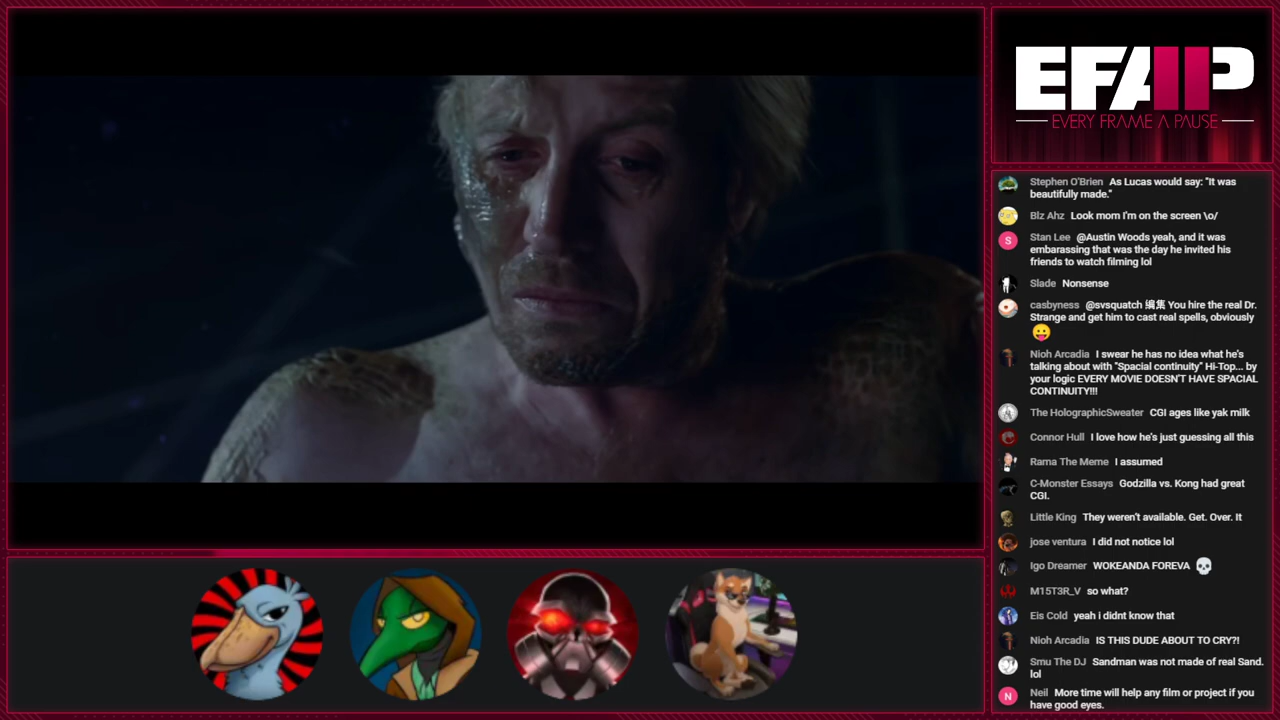 EFAP
EVERY FRAME A PAUSE
Stephen O'Brien As Lucas would say: "It was
beautifully made."
Blz Ahz Look mom I'm on the screen \o/
Stan Lee @Austin Woods yeah, and it was
embarassing that was the day he invited his
friends to watch filming lol
Slade Nonsense
casbyness @svsquatch 编集 You hire the real Dr.
Strange and get him to cast real spells, obviously
😛
Nioh Arcadia I swear he has no idea what he's
talking about with "Spacial continuity" Hi-Top... by
your logic EVERY MOVIE DOESN'T HAVE SPACIAL
CONTINUITY!!!
The HolographicSweater CGI ages like yak milk
Connor Hull I love how he's just guessing all this
Rama The Meme I assumed
C-Monster Essays Godzilla vs. Kong had great
CGI.
Little King They weren't available. Get. Over. It
jose ventura I did not notice lol
Igo Dreamer WOKEANDA FOREVA 💀
M15T3R_V so what?
Eis Cold yeah i didnt know that
Nioh Arcadia IS THIS DUDE ABOUT TO CRY?!
Smu The DJ Sandman was not made of real Sand.
lol
N Neil More time will help any film or project if you
have good eyes.